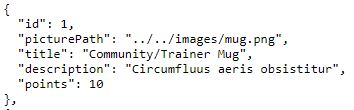 {
"id": 1,
"picturePath": "../../images/mug.png",
"title": "Community/Trainer Mug",
"description": "Circumfluus aeris obsistitur",
"points": 10
},